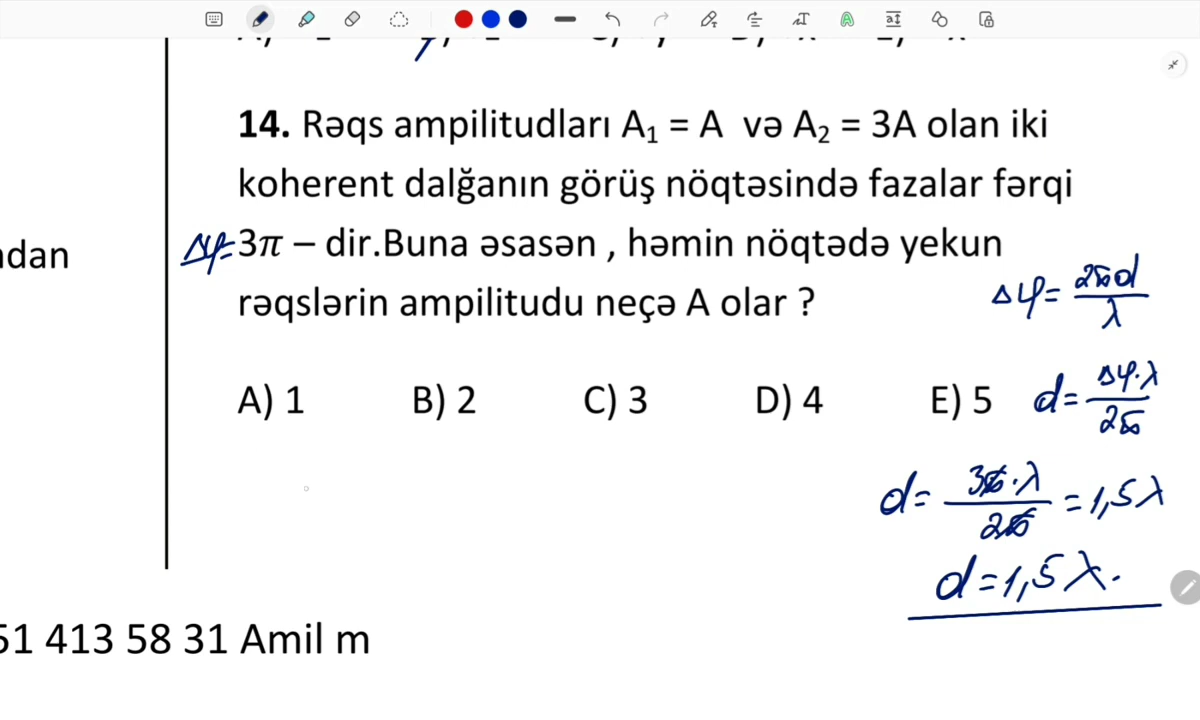 14. Rəqs ampilitudları A₁ = A və A₂ = 3A olan iki
koherent dalğanın görüş nöqtəsində fazalar fərqi
Δφ= 3π – dir.Buna əsasən , həmin nöqtədə yekun
rəqslərin ampilitudu neçə A olar ?
A) 1 B) 2 C) 3 D) 4 E) 5
Δφ= 2πd / λ
d= Δφ·λ / 2π
d= 3π·λ / 2π = 1,5λ
d=1,5λ.
51 413 58 31 Amil m